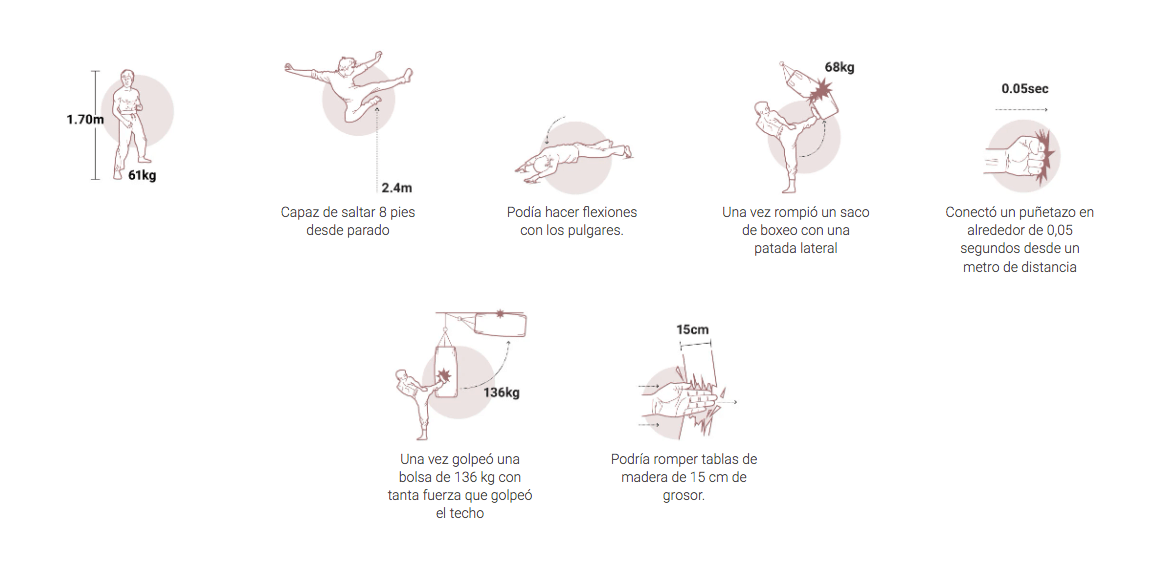 1.70m
61kg
2.4m
Capaz de saltar 8 pies
desde parado
Podía hacer flexiones
con los pulgares.
68kg
Una vez rompió un saco
de boxeo con una
patada lateral
0.05sec
Conectó un puñetazo en
alrededor de 0,05
segundos desde un
metro de distancia
136kg
Una vez golpeó una
bolsa de 136 kg con
tanta fuerza que golpeó
el techo
15cm
Podría romper tablas de
madera de 15 cm de
grosor.